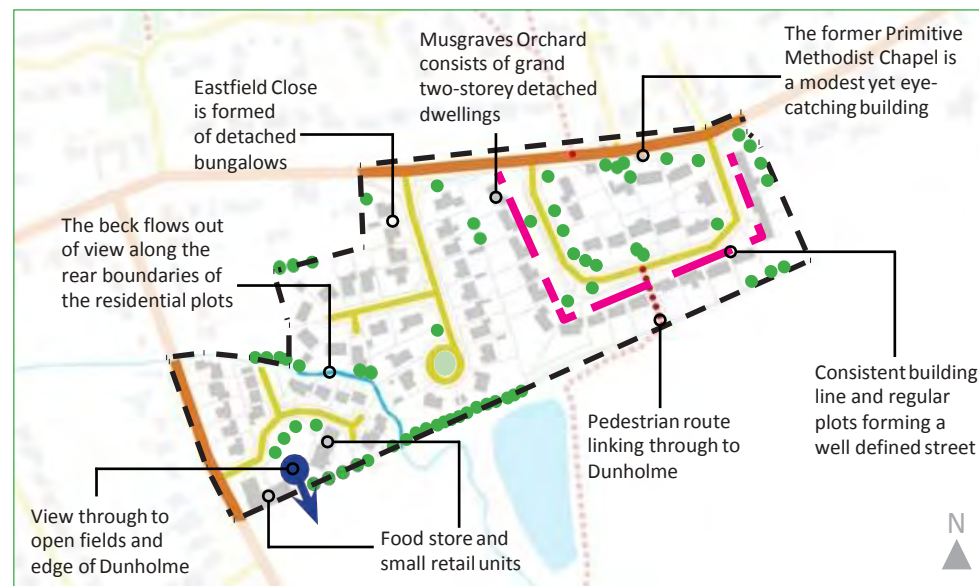 Musgraves Orchard
consists of grand
two-storey detached
dwellings
The former Primitive
Methodist Chapel is
a modest yet eye-
catching building
Eastfield Close
is formed
of detached
bungalows
The beck flows out
of view along the
rear boundaries of
the residential plots
Consistent building
line and regular
plots forming a
well defined street
Pedestrian route
linking through to
Dunholme
View through to
open fields and
edge of Dunholme
Food store and
small retail units
N